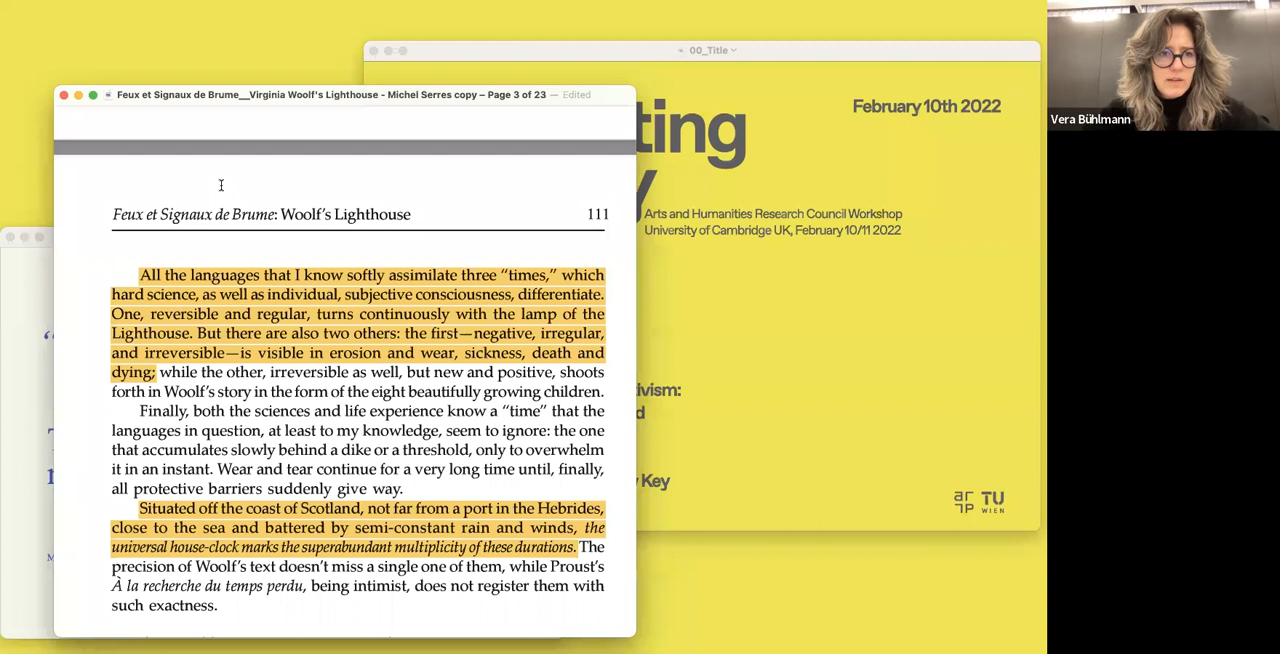 00_Title
Feux et Signaux de Brume__Virginia Woolf's Lighthouse - Michel Serres copy – Page 3 of 23 — Edited
Feux et Signaux de Brume: Woolf's Lighthouse 111
All the languages that I know softly assimilate three "times," which
hard science, as well as individual, subjective consciousness, differentiate.
One, reversible and regular, turns continuously with the lamp of the
Lighthouse. But there are also two others: the first—negative, irregular,
and irreversible—is visible in erosion and wear, sickness, death and
dying; while the other, irreversible as well, but new and positive, shoots
forth in Woolf's story in the form of the eight beautifully growing children.
Finally, both the sciences and life experience know a "time" that the
languages in question, at least to my knowledge, seem to ignore: the one
that accumulates slowly behind a dike or a threshold, only to overwhelm
it in an instant. Wear and tear continue for a very long time until, finally,
all protective barriers suddenly give way.
Situated off the coast of Scotland, not far from a port in the Hebrides,
close to the sea and battered by semi-constant rain and winds, the
universal house-clock marks the superabundant multiplicity of these durations. The
precision of Woolf's text doesn't miss a single one of them, while Proust's
À la recherche du temps perdu, being intimist, does not register them with
such exactness.
ting
y
February 10th 2022
Arts and Humanities Research Council Workshop
University of Cambridge UK, February 10/11 2022
ivism:
d
y Key
TU
WIEN
Vera Bühlmann